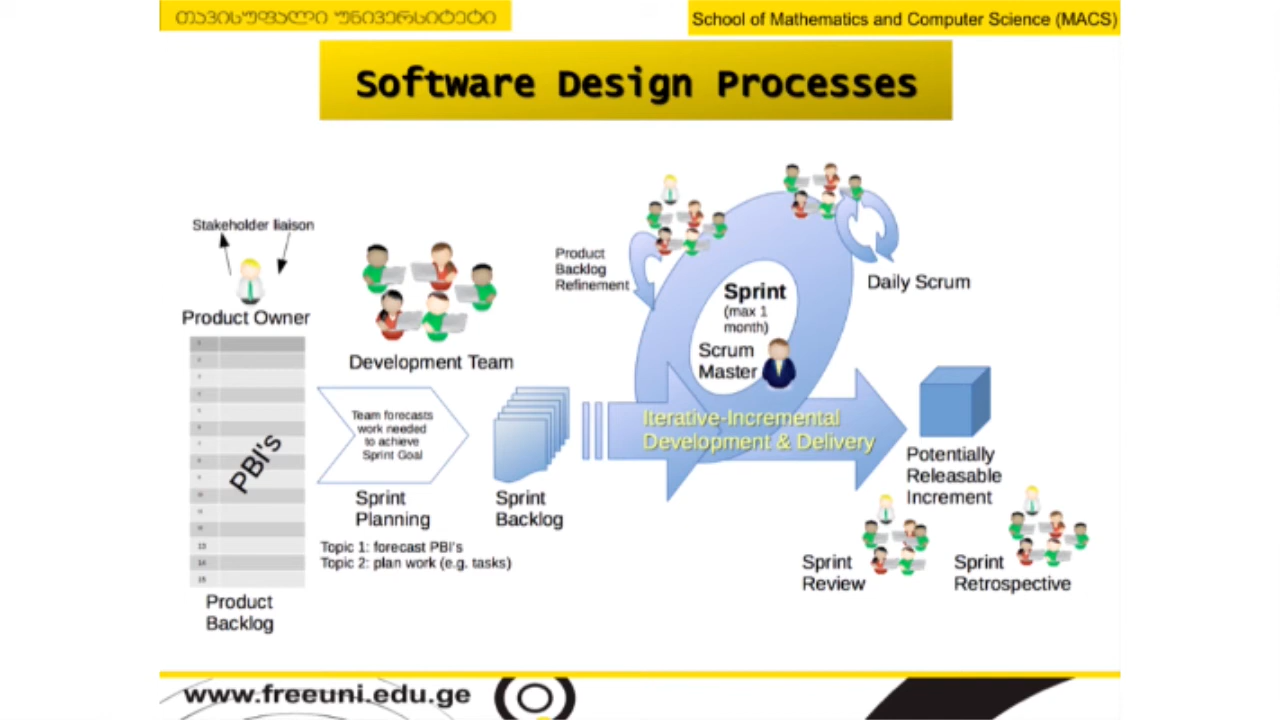 თავისუფალი უნივერსიტეტი
School of Mathematics and Computer Science (MACS)
Software Design Processes
Stakeholder liaison
Product Owner
PBI's
13
14
15
Product
Backlog
Development Team
Team forecasts
work needed
to achieve
Sprint Goal
Sprint
Planning
Topic 1: forecast PBI's
Topic 2: plan work (e.g. tasks)
Sprint
Backlog
Product
Backlog
Refinement
Sprint
(max 1
month)
Scrum
Master
Daily Scrum
Iterative-Incremental
Development & Delivery
Potentially
Releasable
Increment
Sprint
Review
Sprint
Retrospective
www.freeuni.edu.ge